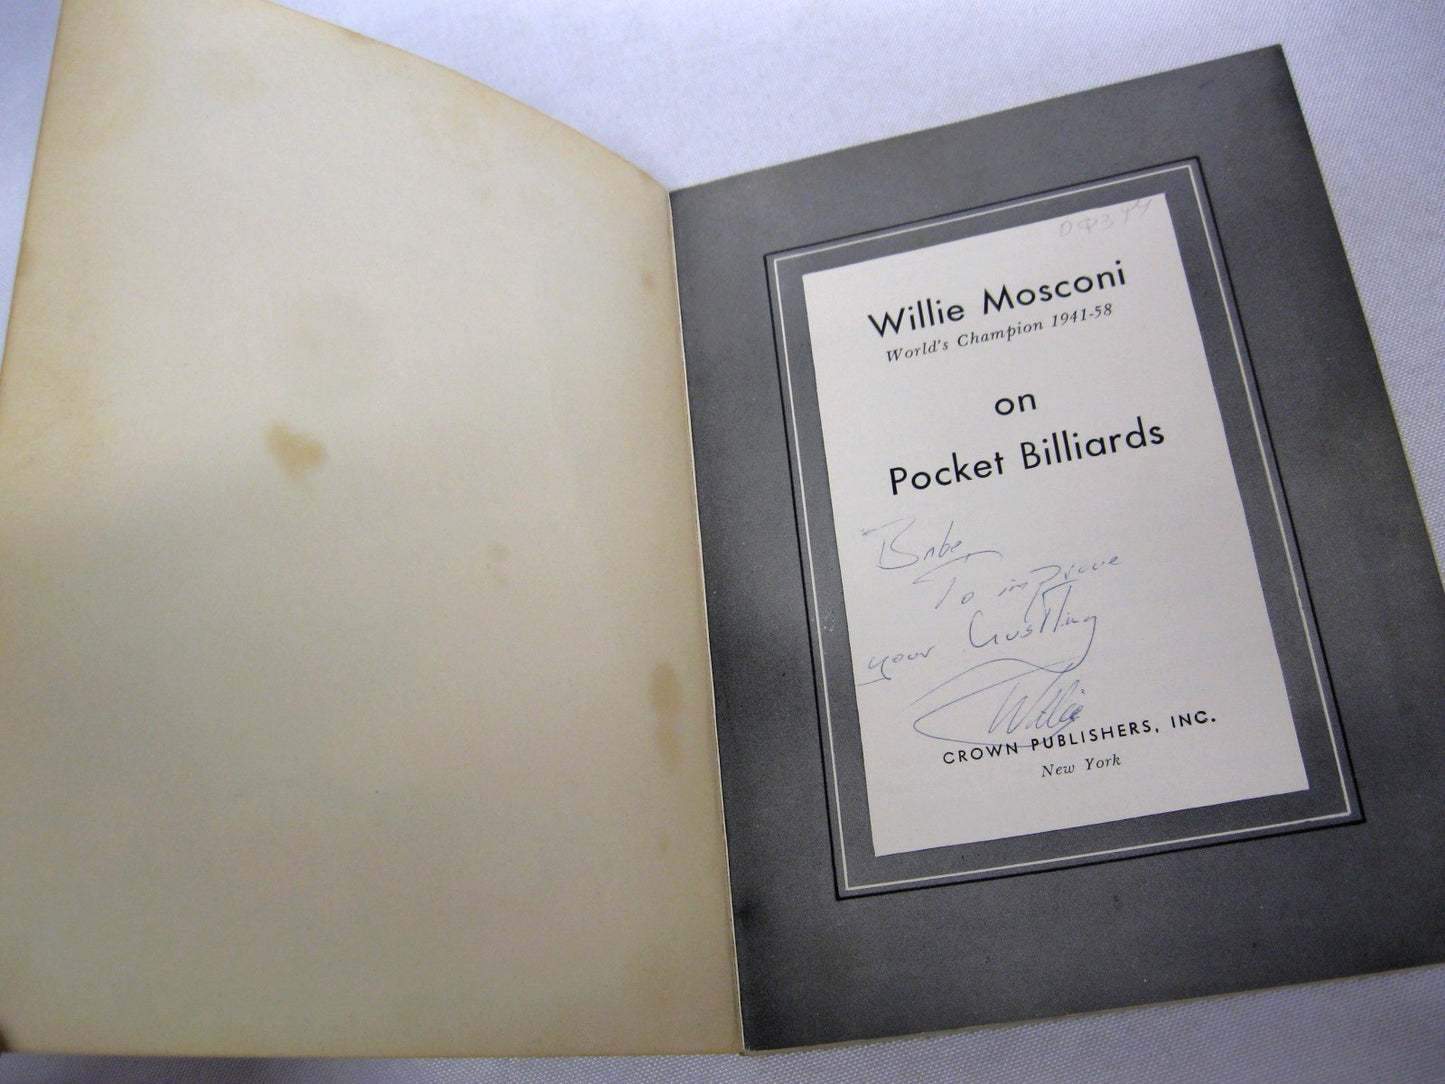 Willie Mosconi
World's Champion 1941-58
on
Pocket Billiards
Babe,
To improve
your Hustling
Willie
CROWN PUBLISHERS, INC.
New York